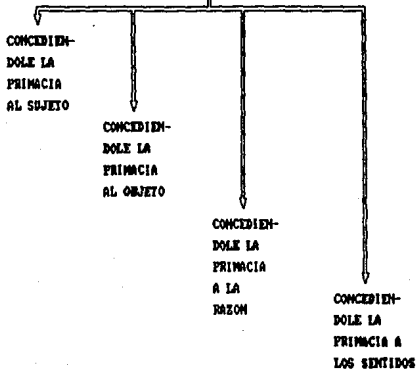 CONCEDIEN-
DOLE LA
PRIMACIA
AL SUJETO
CONCEDIEN-
DOLE LA
PRIMACIA
AL OBJETO
CONCEDIEN-
DOLE LA
PRIMACIA
A LA
RAZON
CONCEDIEN-
DOLE LA
PRIMACIA A
LOS SENTIDOS